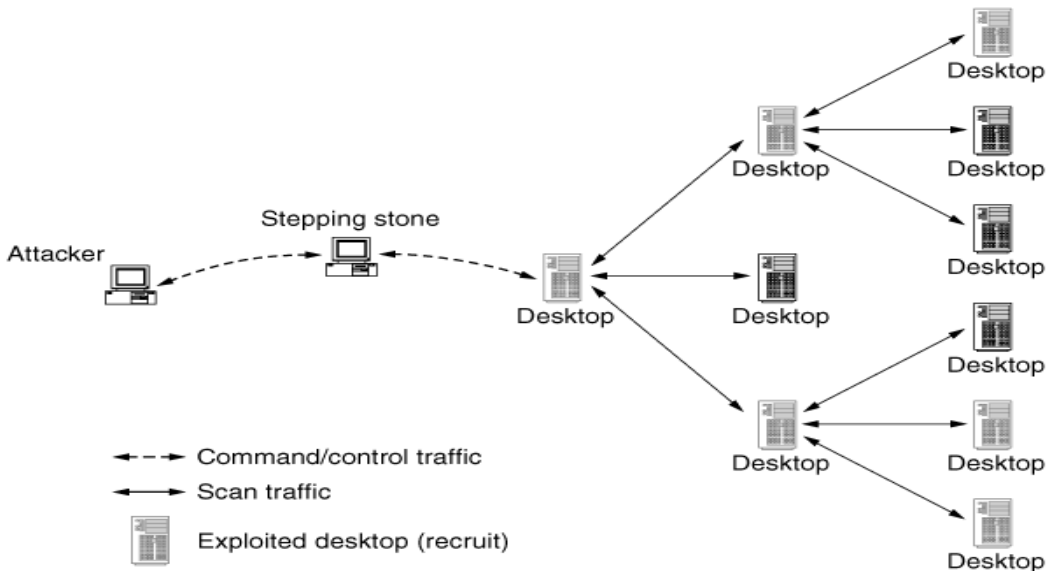 Desktop
Desktop
Desktop
Stepping stone
Attacker
Desktop
Desktop
Desktop
Desktop
Desktop
Desktop
Command/control traffic
Desktop
Scan traffic
Exploited desktop (recruit)
Desktop